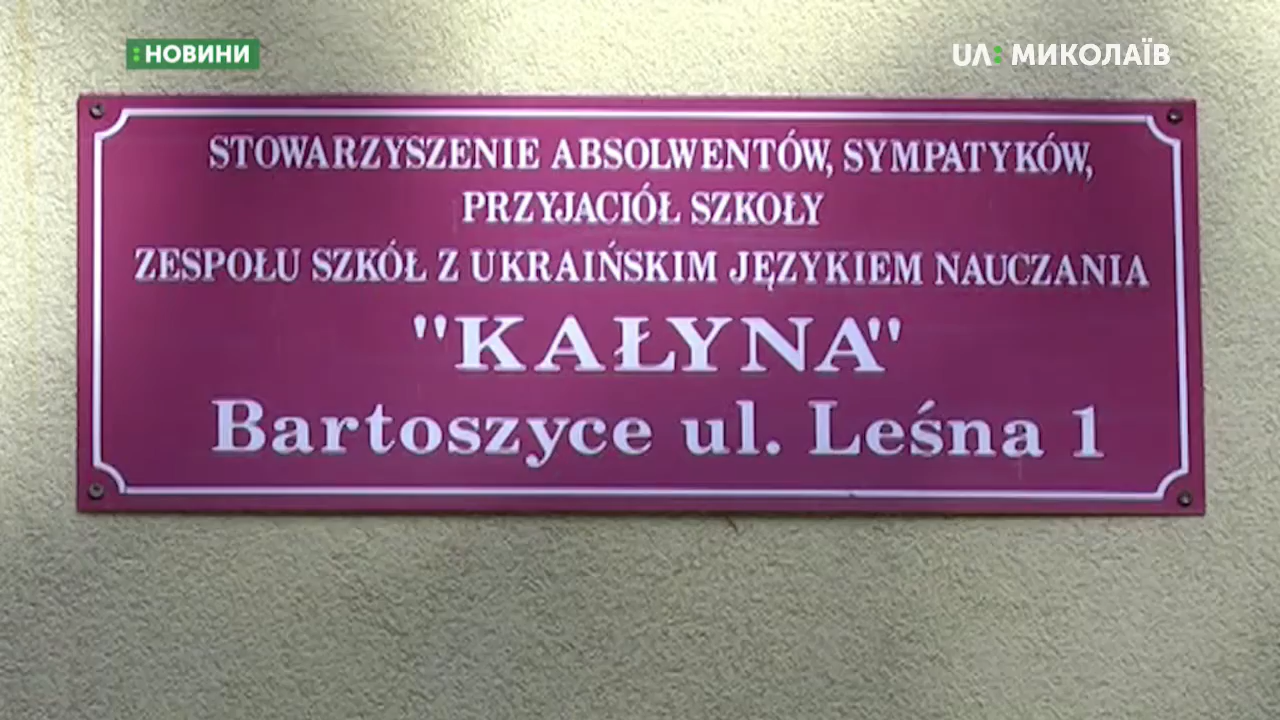 :НОВИНИ
UA: МИКОЛАЇВ
STOWARZYSZENIE ABSOLWENTÓW, SYMPATYKÓW,
PRZYJACIÓŁ SZKOŁY
ZESPOŁU SZKÓŁ Z UKRAIŃSKIM JĘZYKIEM NAUCZANIA
"KAŁYNA"
Bartoszyce ul. Leśna 1